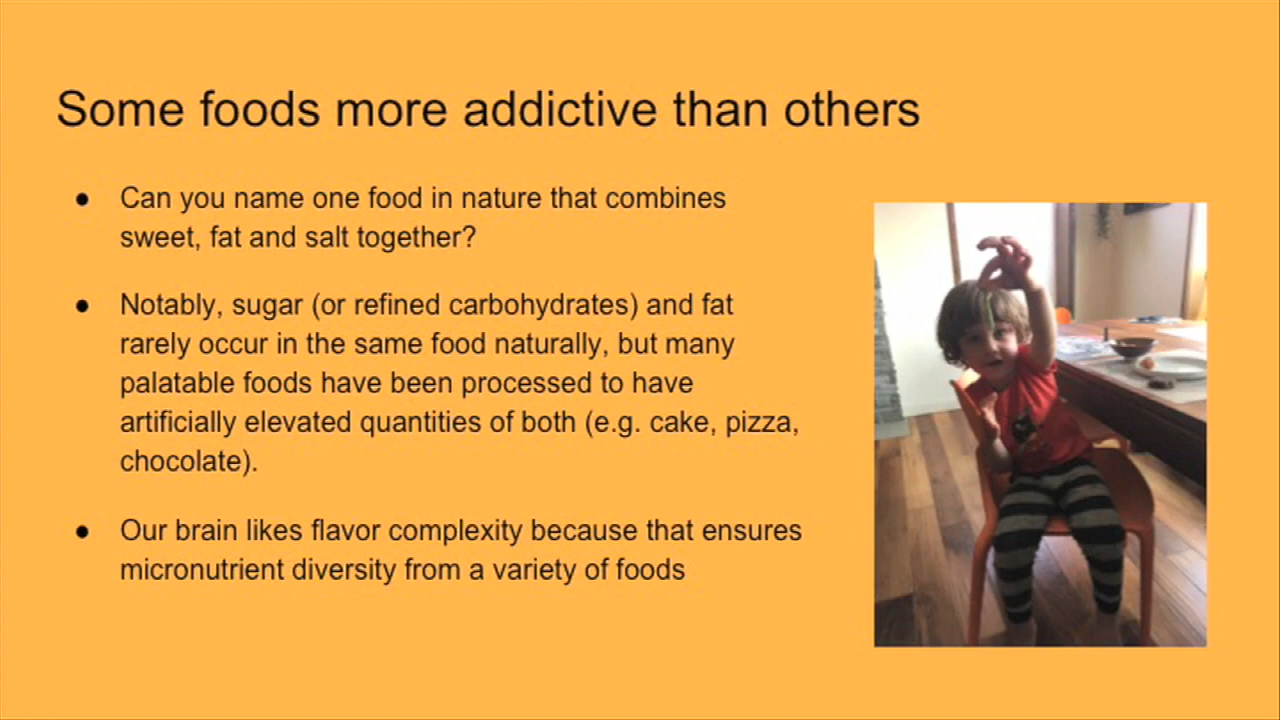 Some foods more addictive than others
● Can you name one food in nature that combines
sweet, fat and salt together?
● Notably, sugar (or refined carbohydrates) and fat
rarely occur in the same food naturally, but many
palatable foods have been processed to have
artificially elevated quantities of both (e.g. cake, pizza,
chocolate).
● Our brain likes flavor complexity because that ensures
micronutrient diversity from a variety of foods